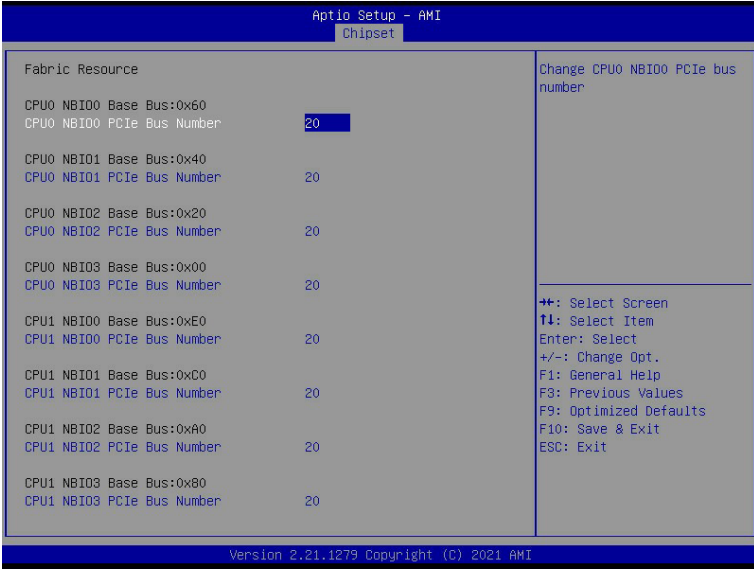 Aptio Setup – AMI
Chipset
Fabric Resource
CPU0 NBIO0 Base Bus:0x60
CPU0 NBIO0 PCIe Bus Number 20
CPU0 NBIO1 Base Bus:0x40
CPU0 NBIO1 PCIe Bus Number 20
CPU0 NBIO2 Base Bus:0x20
CPU0 NBIO2 PCIe Bus Number 20
CPU0 NBIO3 Base Bus:0x00
CPU0 NBIO3 PCIe Bus Number 20
CPU1 NBIO0 Base Bus:0xE0
CPU1 NBIO0 PCIe Bus Number 20
CPU1 NBIO1 Base Bus:0xC0
CPU1 NBIO1 PCIe Bus Number 20
CPU1 NBIO2 Base Bus:0xA0
CPU1 NBIO2 PCIe Bus Number 20
CPU1 NBIO3 Base Bus:0x80
CPU1 NBIO3 PCIe Bus Number 20
Change CPU0 NBIO0 PCIe bus
number
→←: Select Screen
↑↓: Select Item
Enter: Select
+/-: Change Opt.
F1: General Help
F3: Previous Values
F9: Optimized Defaults
F10: Save & Exit
ESC: Exit
Version 2.21.1279 Copyright (C) 2021 AMI